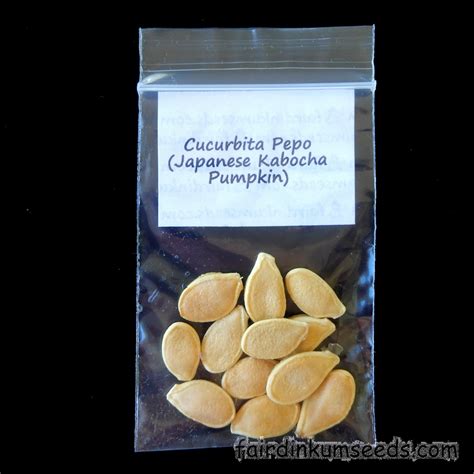 Cucurbita Pepo
(Japanese Kabocha
Pumpkin)
fairdinkumseeds.com